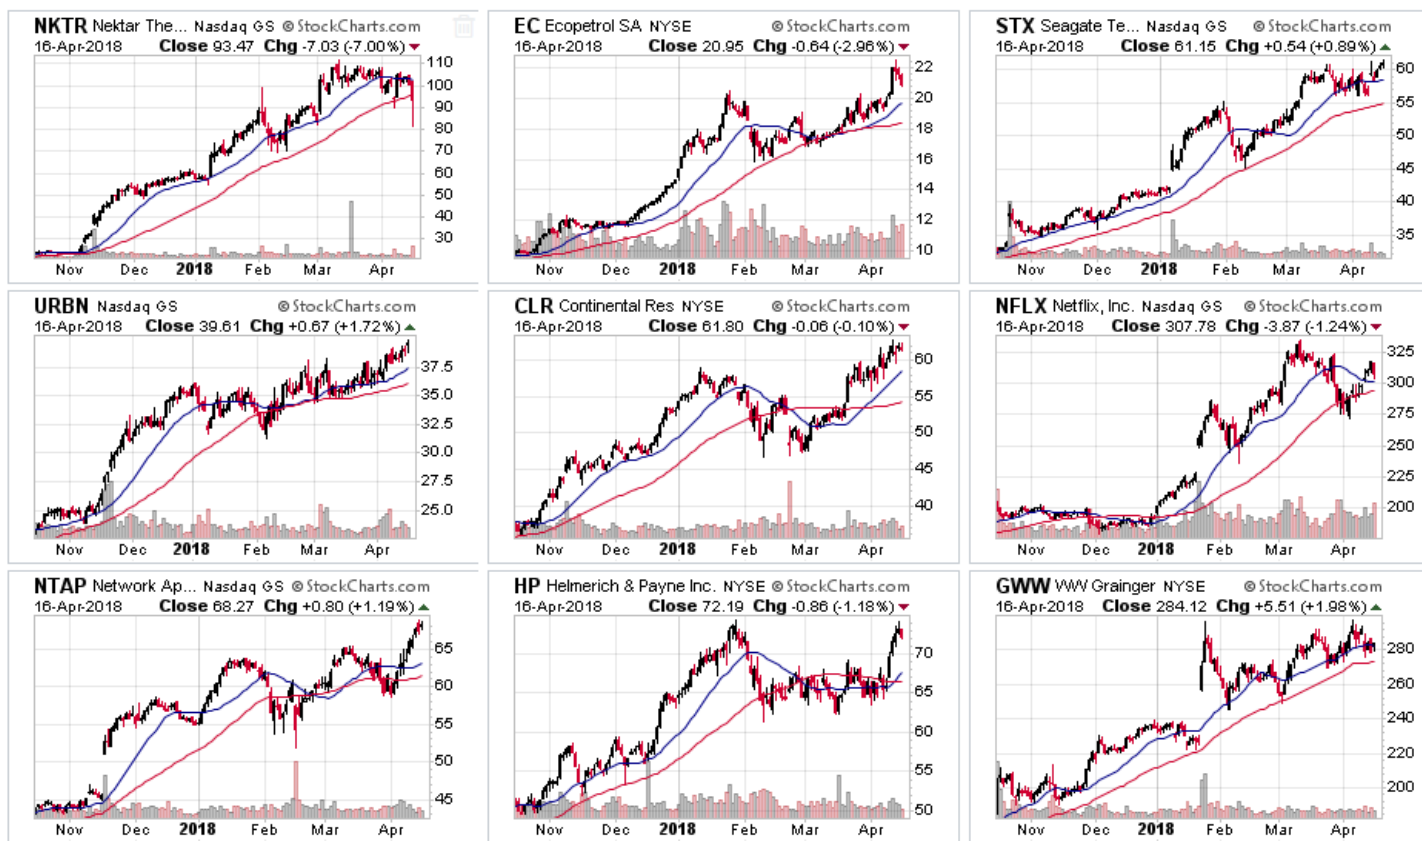 NKTR Nektar The... Nasdaq GS © StockCharts.com
16-Apr-2018 Close 93.47 Chg -7.03 (-7.00%)
110
100
90
80
70
60
50
40
30
Nov Dec 2018 Feb Mar Apr
EC Ecopetrol SA NYSE © StockCharts.com
16-Apr-2018 Close 20.95 Chg -0.64 (-2.96%)
22
20
18
16
14
12
10
Nov Dec 2018 Feb Mar Apr
STX Seagate Te... Nasdaq GS © StockCharts.com
16-Apr-2018 Close 61.15 Chg +0.54 (+0.89%)
60
55
50
45
40
35
Nov Dec 2018 Feb Mar Apr
URBN Nasdaq GS © StockCharts.com
16-Apr-2018 Close 39.61 Chg +0.67 (+1.72%)
37.5
35.0
32.5
30.0
27.5
25.0
Nov Dec 2018 Feb Mar Apr
CLR Continental Res NYSE © StockCharts.com
16-Apr-2018 Close 61.80 Chg -0.06 (-0.10%)
60
55
50
45
40
Nov Dec 2018 Feb Mar Apr
NFLX Netflix, Inc. Nasdaq GS © StockCharts.com
16-Apr-2018 Close 307.78 Chg -3.87 (-1.24%)
325
300
275
250
225
200
Nov Dec 2018 Feb Mar Apr
NTAP Network Ap... Nasdaq GS © StockCharts.com
16-Apr-2018 Close 68.27 Chg +0.80 (+1.19%)
65
60
55
50
45
Nov Dec 2018 Feb Mar Apr
HP Helmerich & Payne Inc. NYSE © StockCharts.com
16-Apr-2018 Close 72.19 Chg -0.86 (-1.18%)
70
65
60
55
50
Nov Dec 2018 Feb Mar Apr
GWW WW Grainger NYSE © StockCharts.com
16-Apr-2018 Close 284.12 Chg +5.51 (+1.98%)
280
260
240
220
200
Nov Dec 2018 Feb Mar Apr